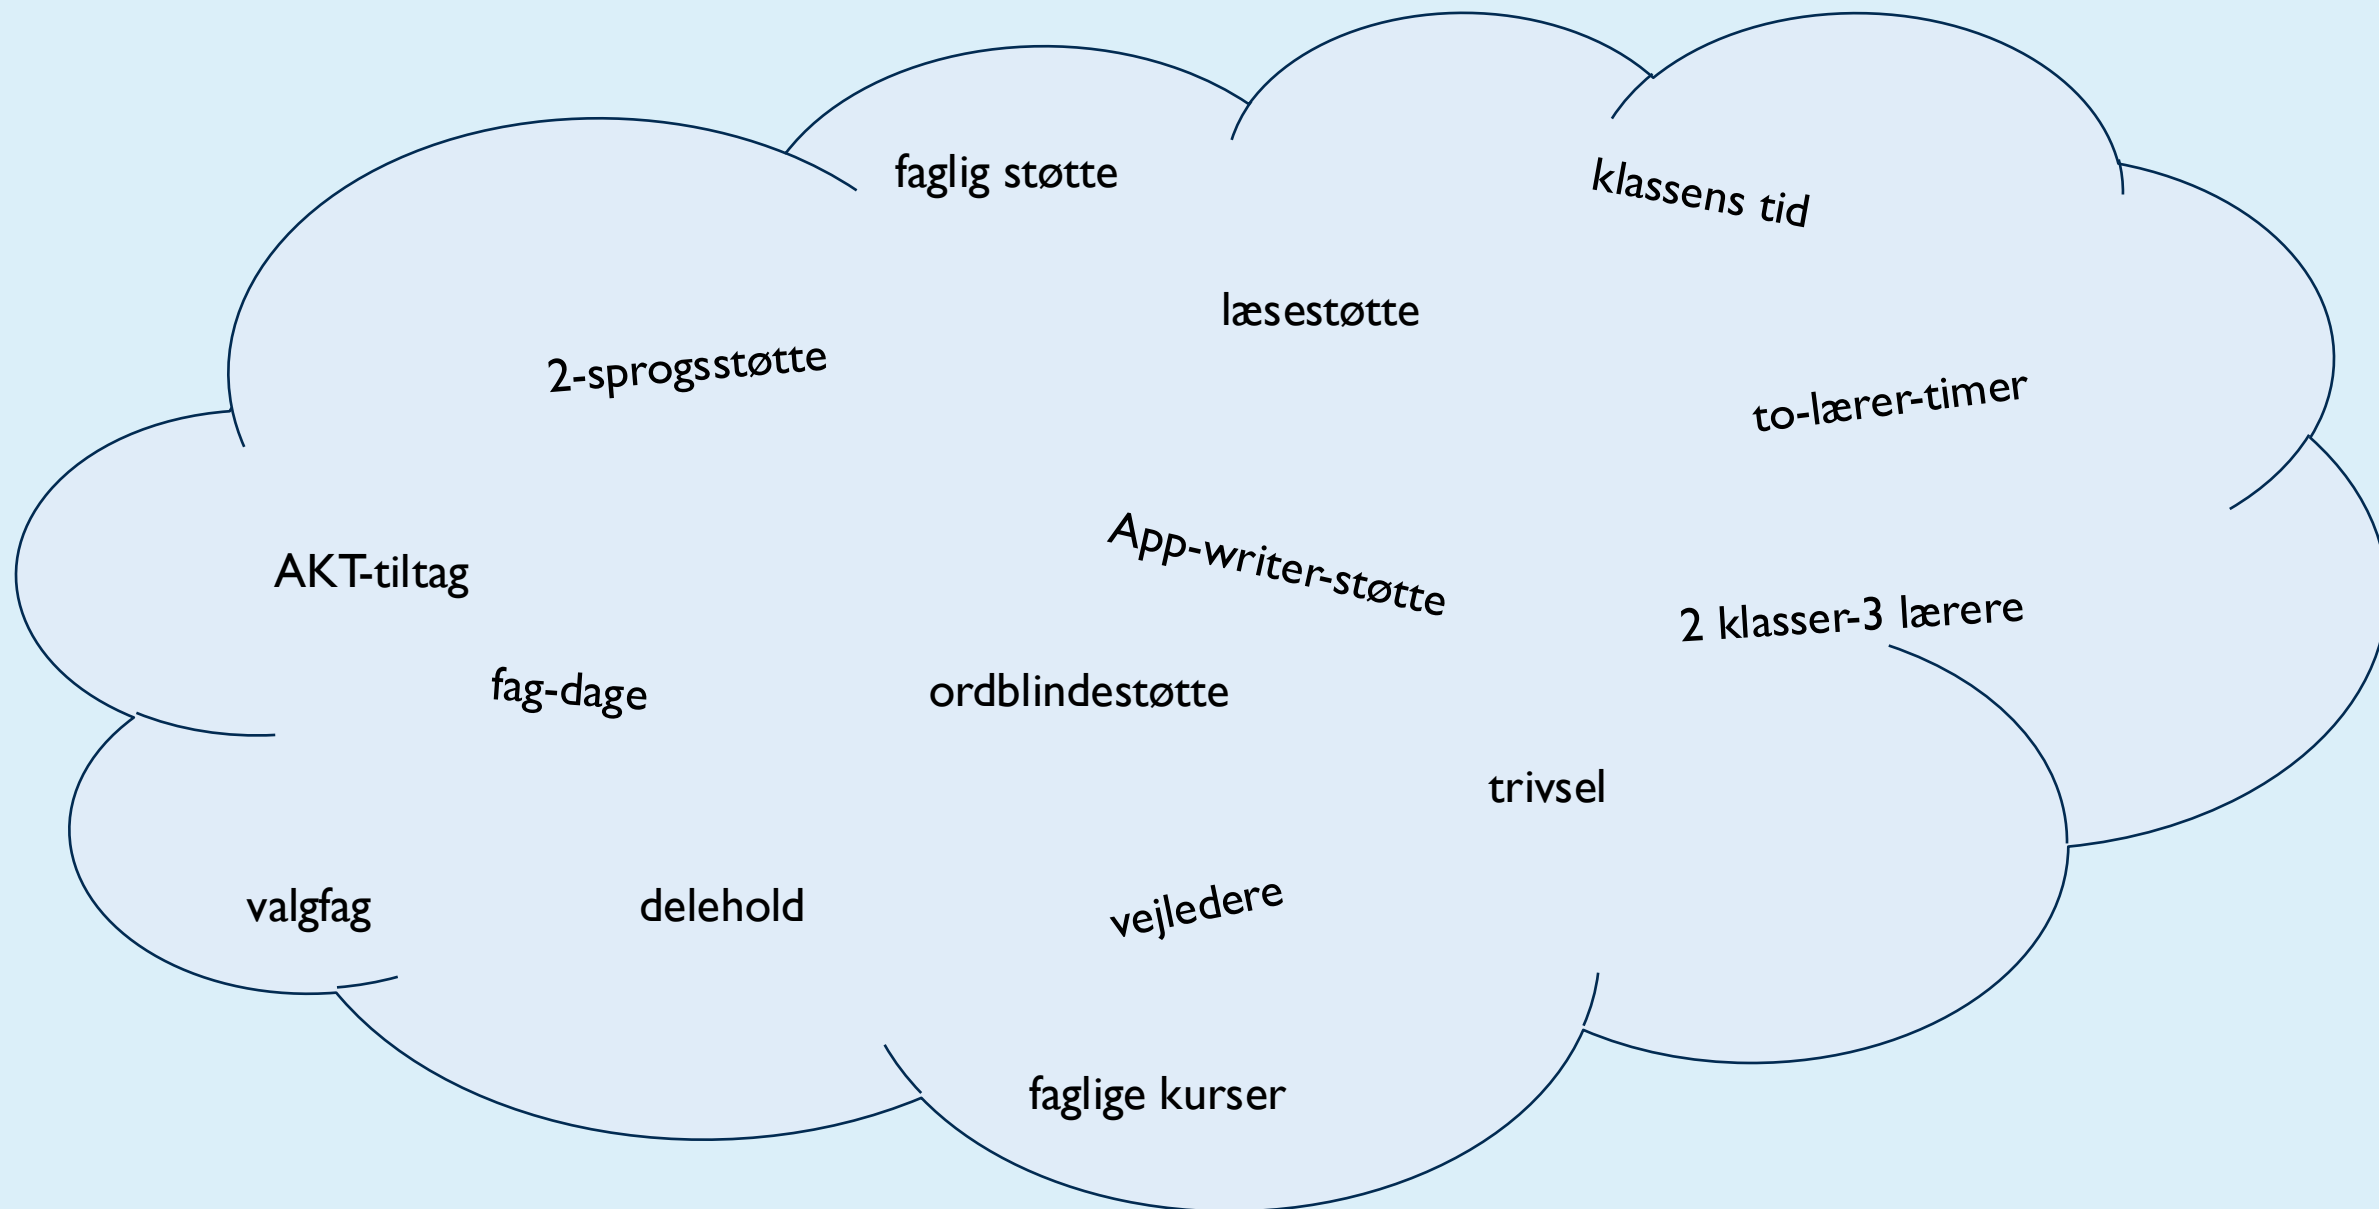 faglig støtte
klassens tid
læsestøtte
2-sprogsstøtte
to-lærer-timer
App-writer-støtte
AKT-tiltag
2 klasser-3 lærere
fag-dage
ordblindestøtte
trivsel
valgfag
delehold
vejledere
faglige kurser